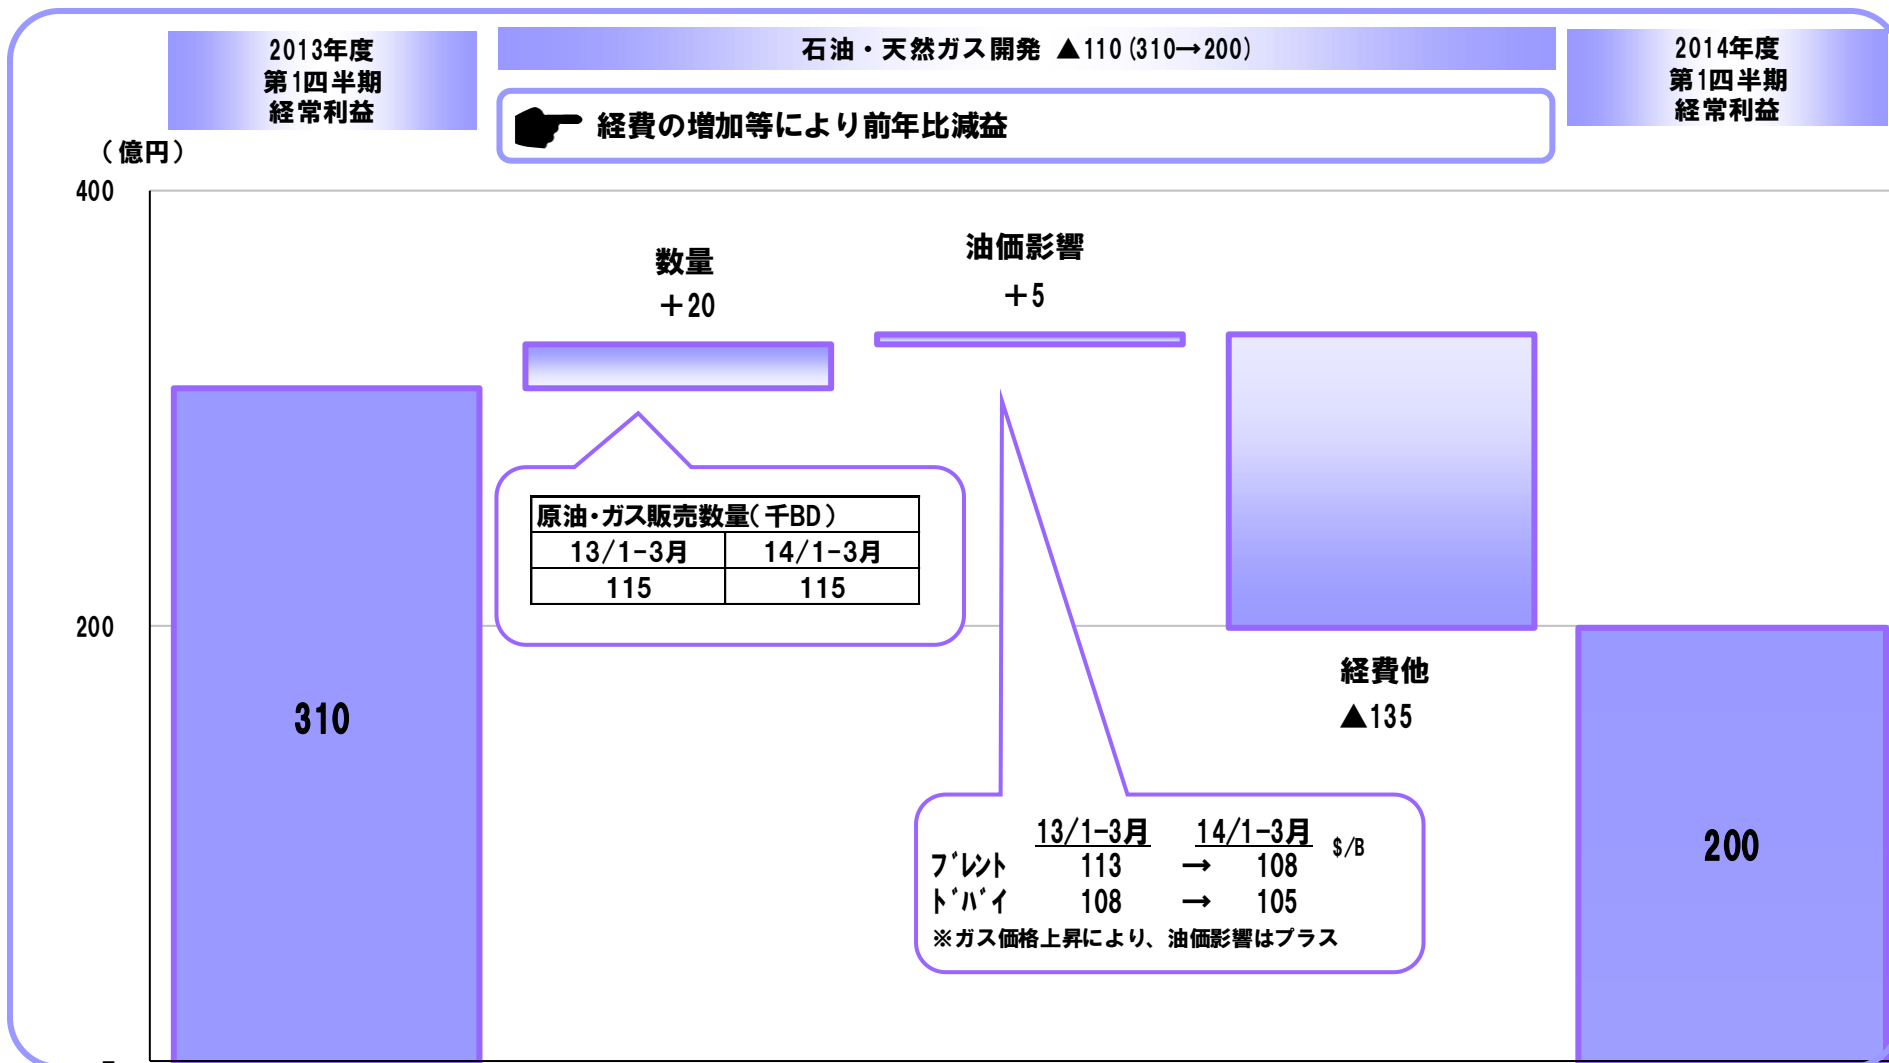 2013年度
第1四半期
経常利益
石油・天然ガス開発 ▲110(310→200)
2014年度
第1四半期
経常利益
経費の増加等により前年比減益
(億円)
400
数量
+20
油価影響
+5
原油・ガス販売数量(千BD)
13/1-3月 14/1-3月
115 115
200
経費他
▲135
310
200
13/1-3月 14/1-3月 $/B
ブレント 113 → 108
ドバイ 108 → 105
※ガス価格上昇により、油価影響はプラス